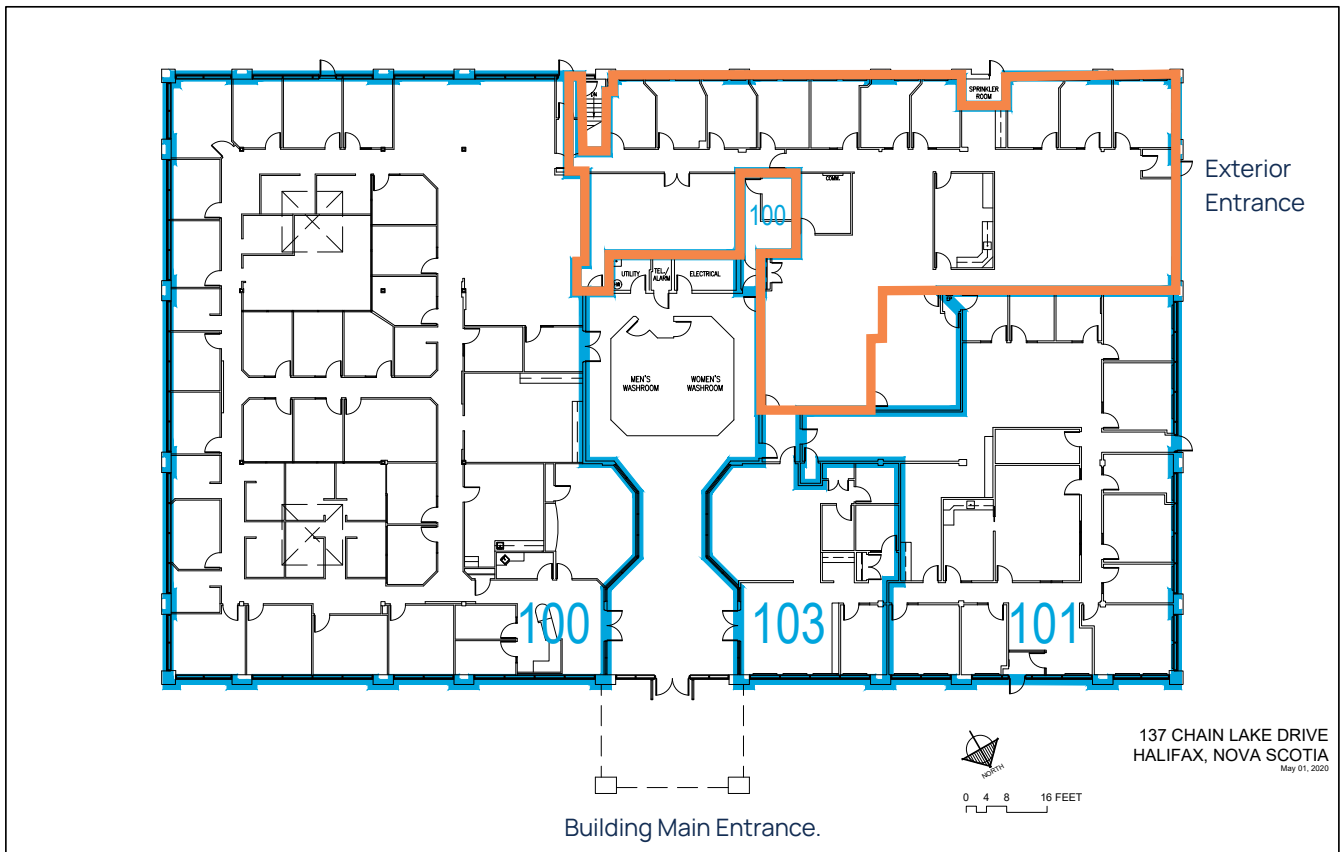 DN
SPRINKLER
ROOM
Exterior
Entrance
COMM.
100
UTILITY
TEL./
ALARM
ELECTRICAL
MEN'S
WASHROOM
WOMEN'S
WASHROOM
100
103
101
NORTH
137 CHAIN LAKE DRIVE
HALIFAX, NOVA SCOTIA
May 01, 2020
0 4 8 16 FEET
Building Main Entrance.